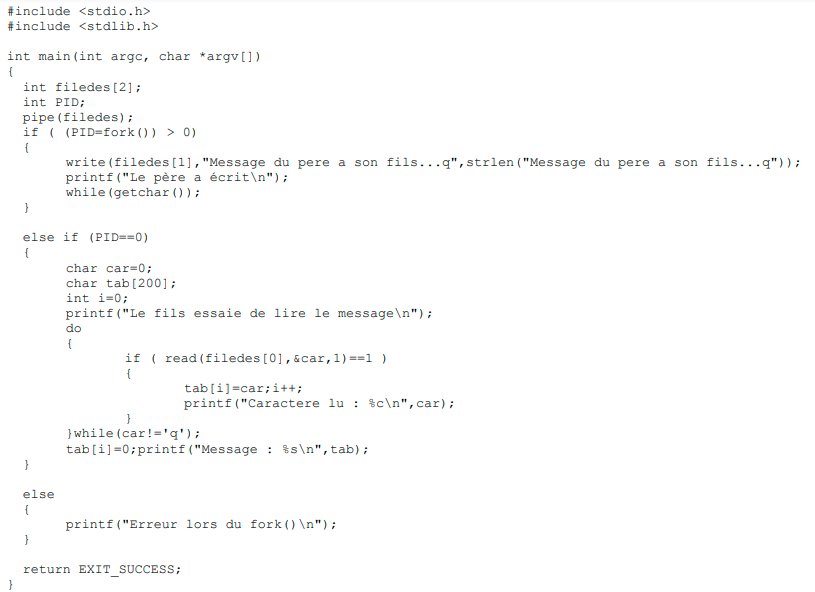 #include <stdio.h>
#include <stdlib.h>

int main(int argc, char *argv[])
{
  int filedes[2];
  int PID;
  pipe(filedes);
  if ( (PID=fork()) > 0)
  {
       write(filedes[1],"Message du pere a son fils...q",strlen("Message du pere a son fils...q"));
       printf("Le père a écrit\n");
       while(getchar());
  }

  else if (PID==0)
  {
       char car=0;
       char tab[200];
       int i=0;
       printf("Le fils essaie de lire le message\n");
       do
       {
              if ( read(filedes[0],&car,1)==1 )
              {
                     tab[i]=car;i++;
                     printf("Caractere lu : %c\n",car);
              }
       }while(car!='q');
       tab[i]=0;printf("Message : %s\n",tab);
  }

  else
  {
       printf("Erreur lors du fork()\n");
  }

  return EXIT_SUCCESS;
}